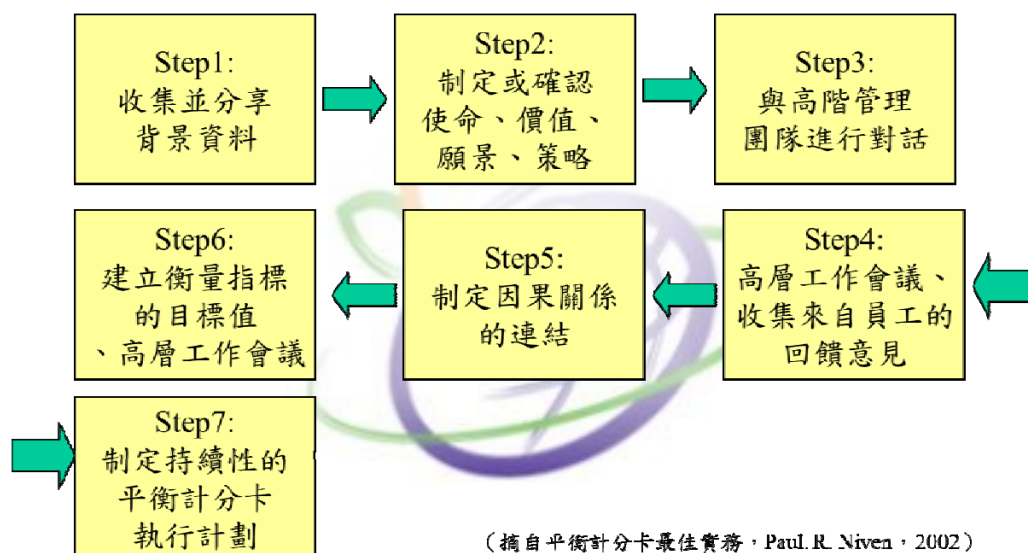 Step1:
收集並分享
背景資料
Step2:
制定或確認
使命、價值、
願景、策略
Step3:
與高階管理
團隊進行對話
Step4:
高層工作會議、
收集來自員工的
回饋意見
Step5:
制定因果關係
的連結
Step6:
建立衡量指標
的目標值
、高層工作會議
Step7:
制定持續性的
平衡計分卡
執行計劃
（摘自平衡計分卡最佳實務，Paul. R. Niven，2002）